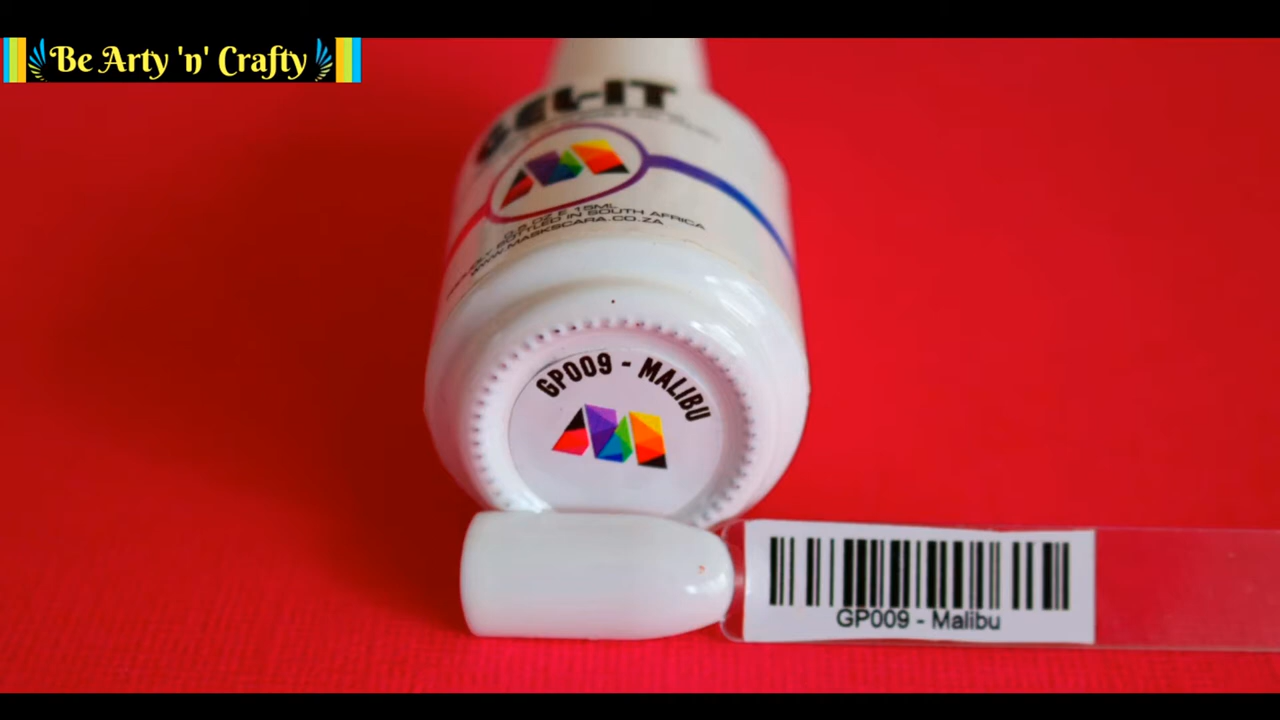 Be Arty 'n' Crafty
GEL-IT
0.5 OZ E 15ML
BOTTLED IN SOUTH AFRICA
WWW.MASKSCARA.CO.ZA
GP009 - MALIBU
GP009 - Malibu